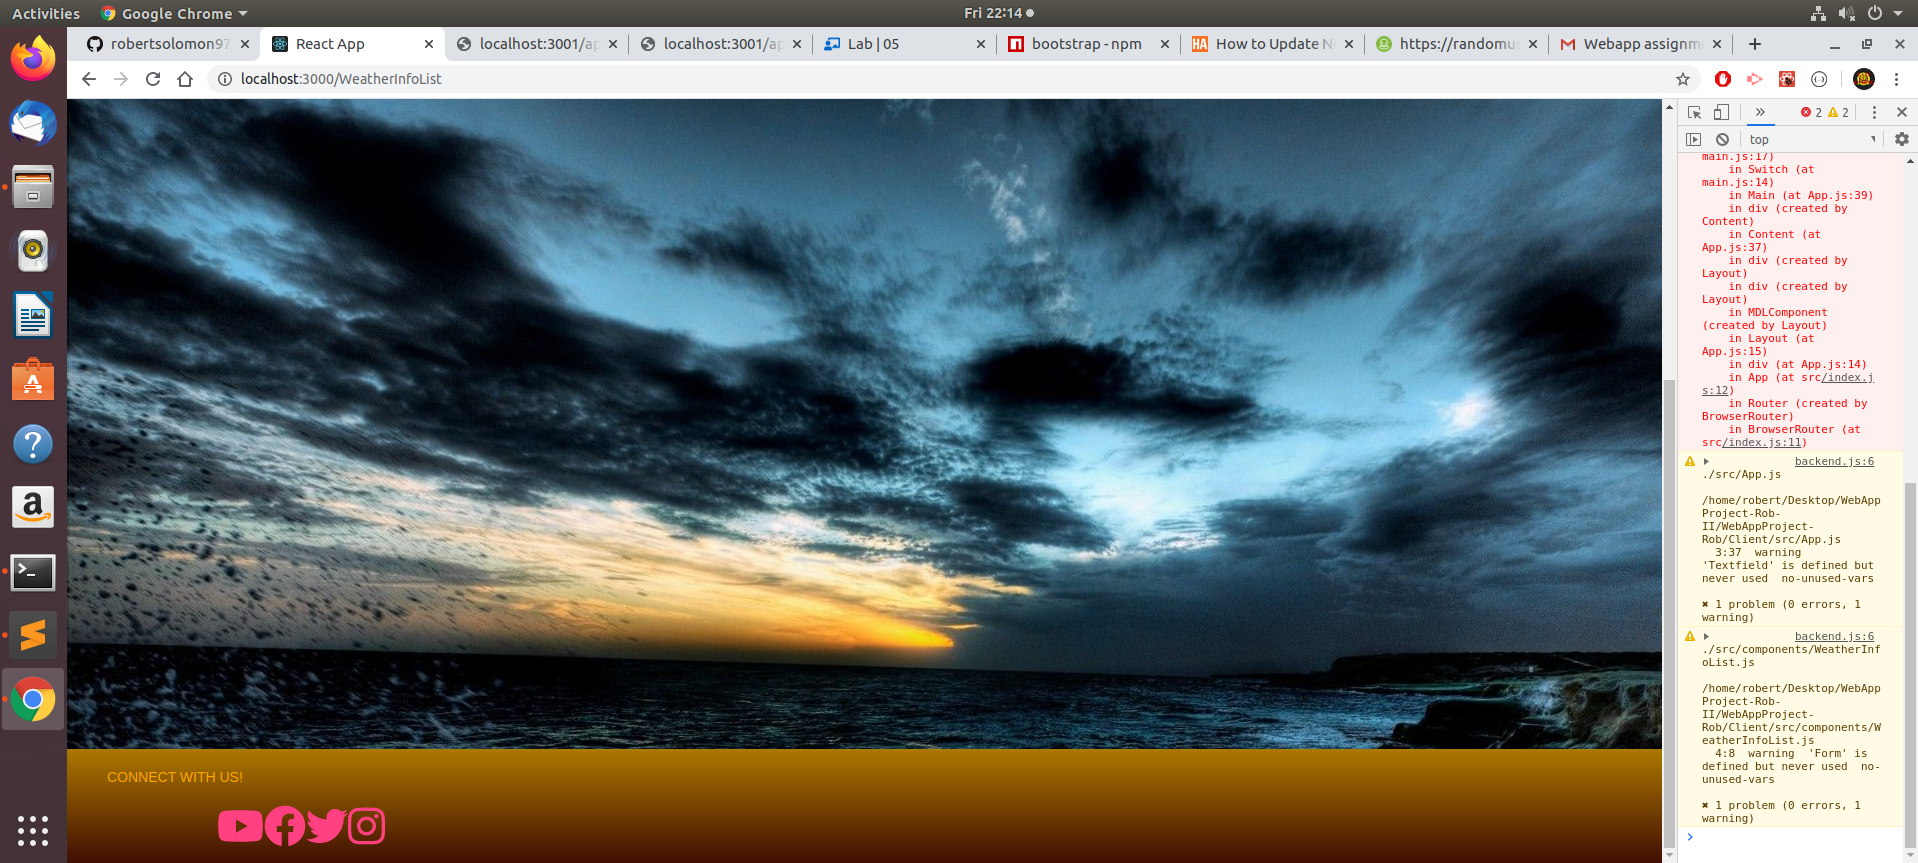 Activities
Google Chrome
Fri 22:14
robertsolomon97
React App
localhost:3001/ap
localhost:3001/ap
Lab | 05
bootstrap - npm
How to Update N
https://randomus
Webapp assignm
localhost:3000/WeatherInfoList
2 2
top
main.js:17)
in Switch (at
main.js:14)
in Main (at App.js:39)
in div (created by
Content)
in Content (at
App.js:37)
in div (created by
Layout)
in div (created by
Layout)
in MDLComponent
(created by Layout)
in Layout (at
App.js:15)
in div (at App.js:14)
in App (at src/index.j
s:12)
in Router (created by
BrowserRouter)
in BrowserRouter (at
src/index.js:11)
backend.js:6
./src/App.js
/home/robert/Desktop/WebApp
Project-Rob-
II/WebAppProject-
Rob/Client/src/App.js
3:37 warning
'Textfield' is defined but
never used no-unused-vars
✖ 1 problem (0 errors, 1
warning)
backend.js:6
./src/components/WeatherInf
oList.js
/home/robert/Desktop/WebApp
Project-Rob-
II/WebAppProject-
Rob/Client/src/components/W
eatherInfoList.js
4:8 warning 'Form' is
defined but never used no-
unused-vars
✖ 1 problem (0 errors, 1
warning)
CONNECT WITH US!